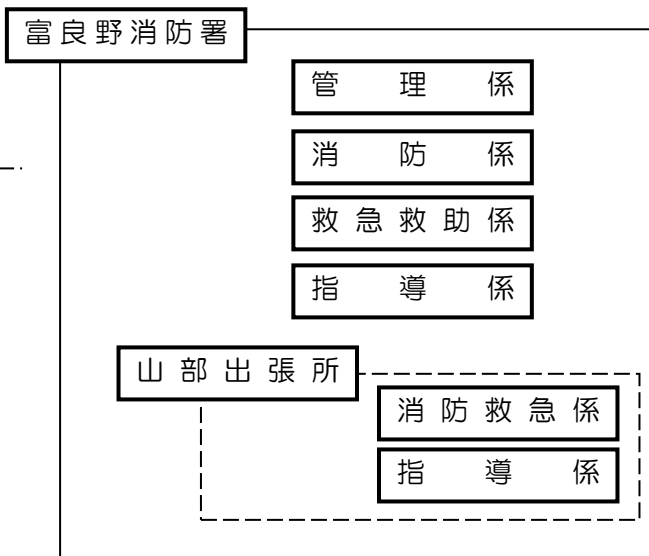 富良野消防署
管理係
消防係
救急救助係
指導係
山部出張所
消防救急係
指導係